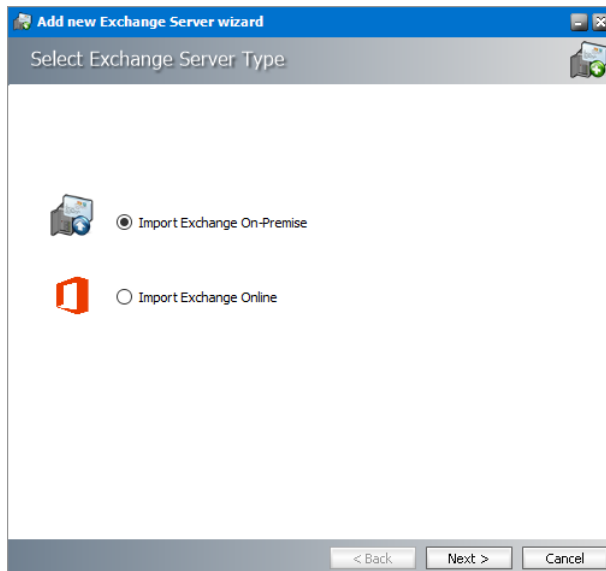 Add new Exchange Server wizard
Select Exchange Server Type
Import Exchange On-Premise
Import Exchange Online
< Back Next > Cancel